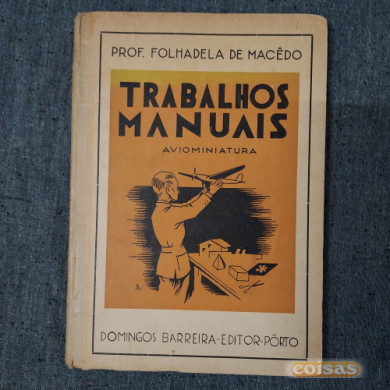 PROF. FOLHADELA DE MACÊDO
TRABALHOS
MANUAIS
AVIOMINIATURA
DOMINGOS BARREIRA-EDITOR-PÔRTO
coisas